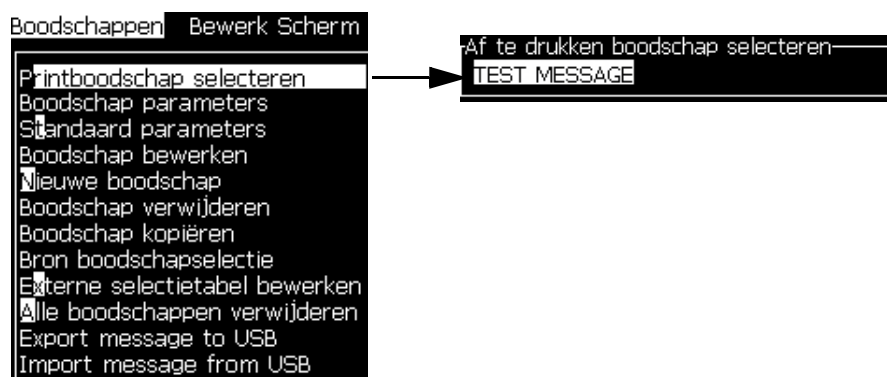 Boodschappen Bewerk Scherm
Printboodschap selecteren
Boodschap parameters
Standaard parameters
Boodschap bewerken
Nieuwe boodschap
Boodschap verwijderen
Boodschap kopiëren
Bron boodschapselectie
Externe selectietabel bewerken
Alle boodschappen verwijderen
Export message to USB
Import message from USB
Af te drukken boodschap selecteren
TEST MESSAGE